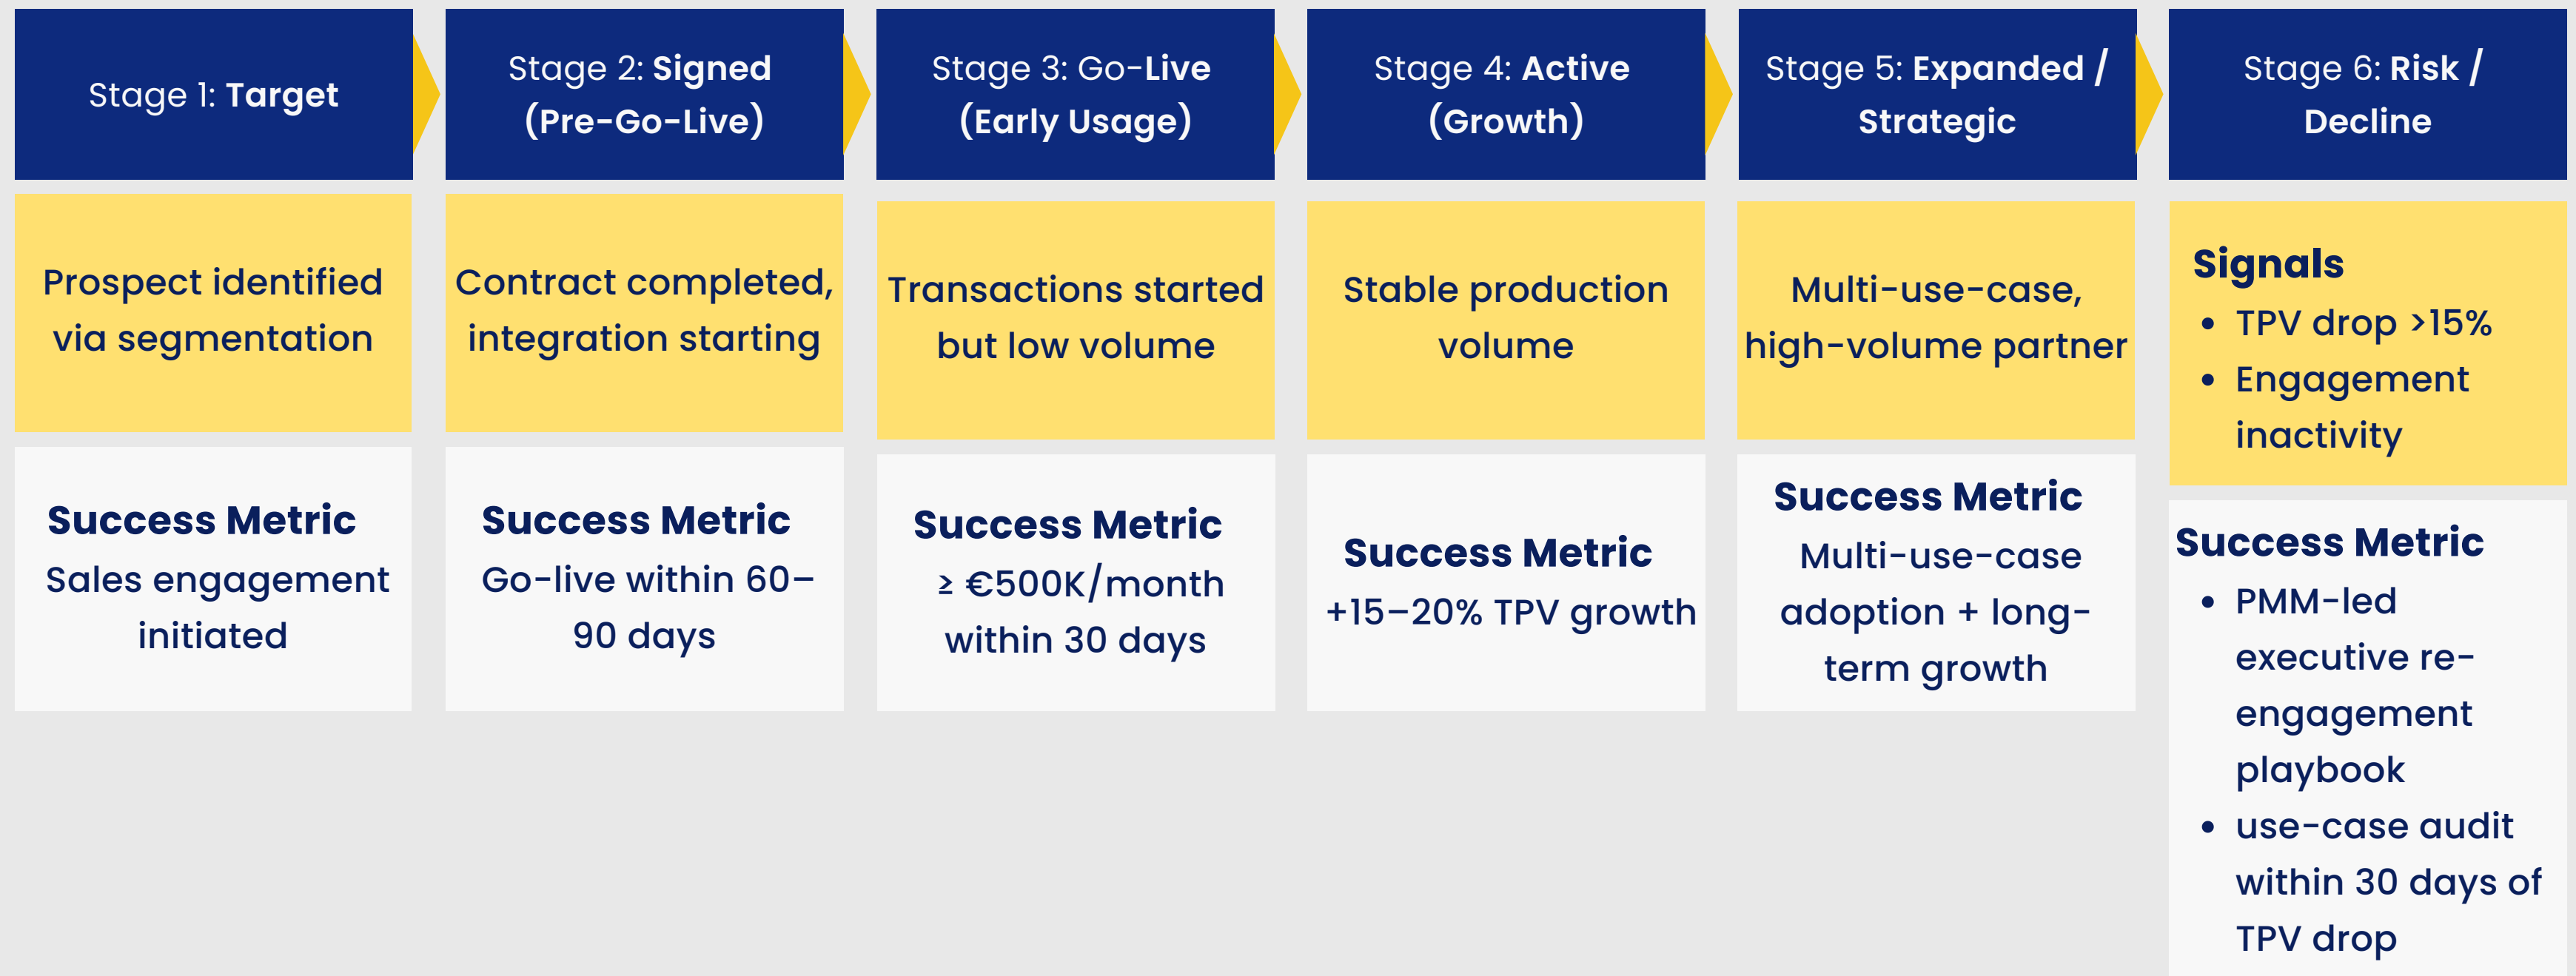 Stage 1: Target
Stage 2: Signed
(Pre-Go-Live)
Stage 3: Go-Live
(Early Usage)
Stage 4: Active
(Growth)
Stage 5: Expanded /
Strategic
Stage 6: Risk /
Decline
Prospect identified
via segmentation
Contract completed,
integration starting
Transactions started
but low volume
Stable production
volume
Multi-use-case,
high-volume partner
Signals
• TPV drop >15%
• Engagement
inactivity
Success Metric
Sales engagement
initiated
Success Metric
Go-live within 60–
90 days
Success Metric
≥ €500K/month
within 30 days
Success Metric
+15–20% TPV growth
Success Metric
Multi-use-case
adoption + long-
term growth
Success Metric
• PMM-led
executive re-
engagement
playbook
• use-case audit
within 30 days of
TPV drop